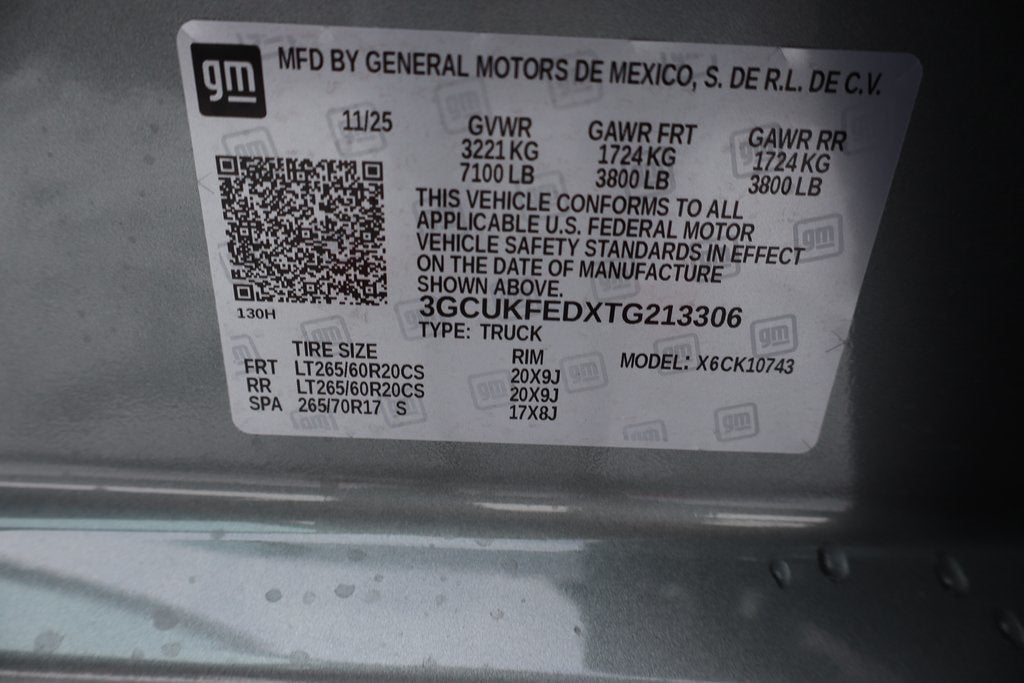 gm
MFD BY GENERAL MOTORS DE MEXICO, S. DE R.L. DE C.V.
11/25 GVWR GAWR FRT GAWR RR
3221 KG 1724 KG 1724 KG
7100 LB 3800 LB 3800 LB
THIS VEHICLE CONFORMS TO ALL
APPLICABLE U.S. FEDERAL MOTOR
VEHICLE SAFETY STANDARDS IN EFFECT
ON THE DATE OF MANUFACTURE
SHOWN ABOVE.
130H
3GCUKFEDXTG213306
TYPE: TRUCK
TIRE SIZE RIM MODEL: X6CK10743
FRT LT265/60R20CS 20X9J
RR LT265/60R20CS 20X9J
SPA 265/70R17 S 17X8J